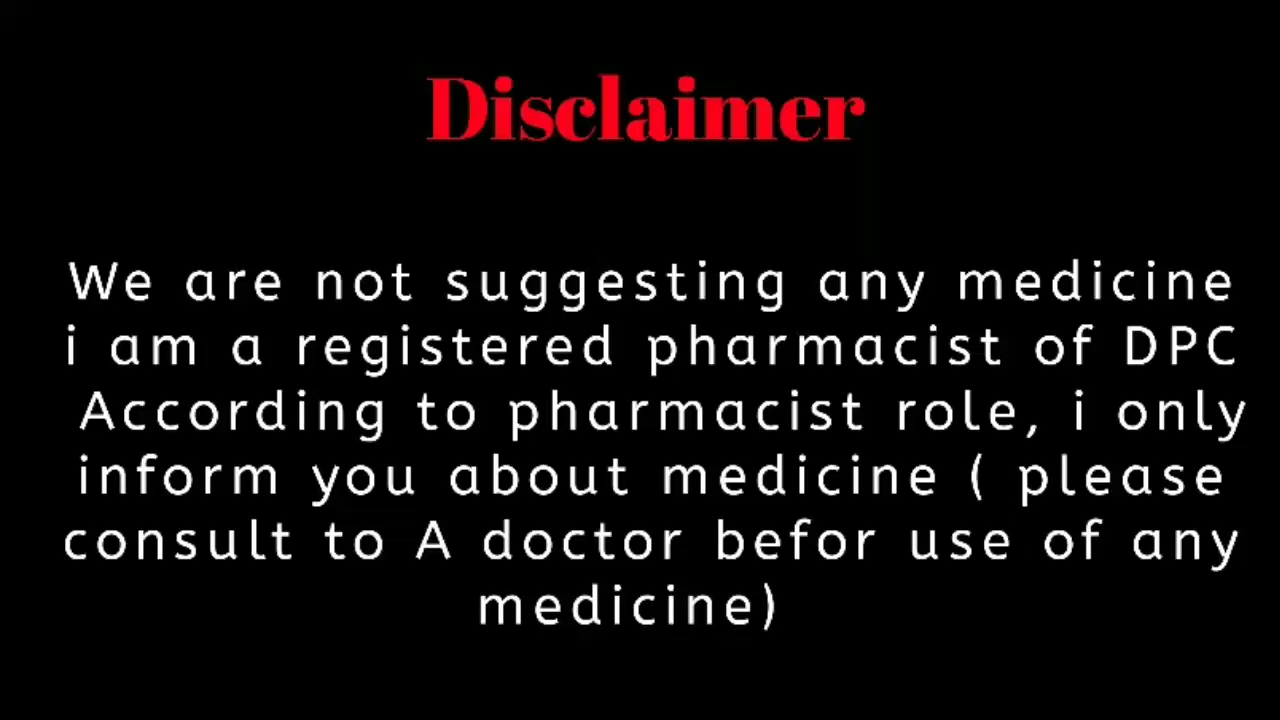 Disclaimer
We are not suggesting any medicine
i am a registered pharmacist of DPC
According to pharmacist role, i only
inform you about medicine ( please
consult to A doctor befor use of any
medicine)